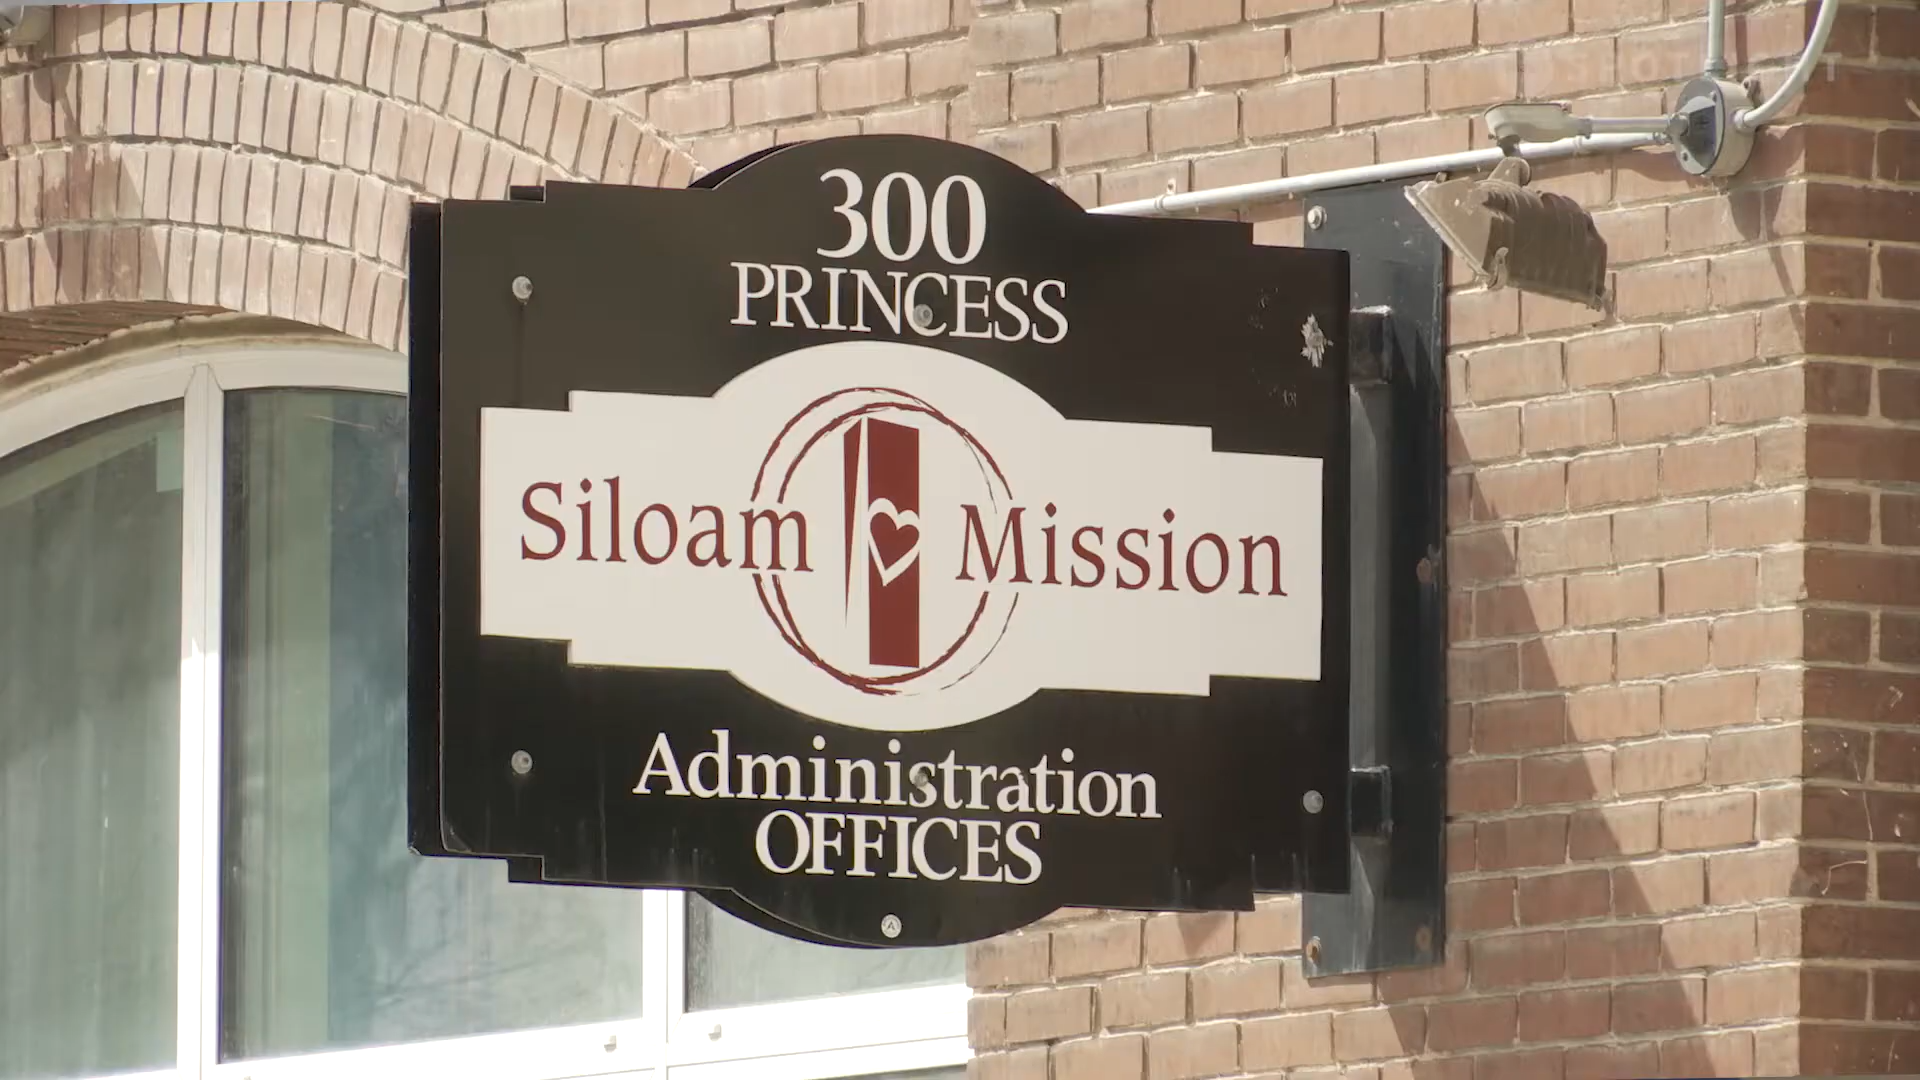 300
PRINCESS
Siloam Mission
Administration
OFFICES